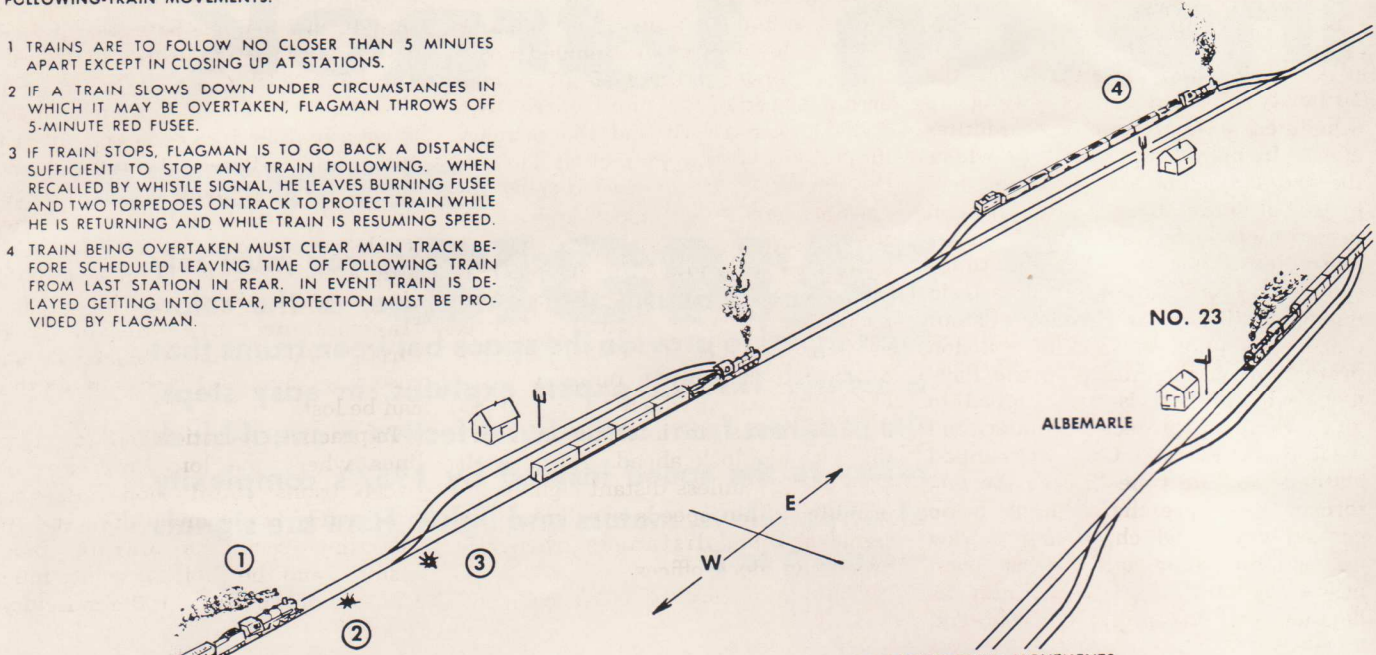 FOLLOWING-TRAIN MOVEMENTS:
1 TRAINS ARE TO FOLLOW NO CLOSER THAN 5 MINUTES
APART EXCEPT IN CLOSING UP AT STATIONS.
2 IF A TRAIN SLOWS DOWN UNDER CIRCUMSTANCES IN
WHICH IT MAY BE OVERTAKEN, FLAGMAN THROWS OFF
5-MINUTE RED FUSEE.
3 IF TRAIN STOPS, FLAGMAN IS TO GO BACK A DISTANCE
SUFFICIENT TO STOP ANY TRAIN FOLLOWING. WHEN
RECALLED BY WHISTLE SIGNAL, HE LEAVES BURNING FUSEE
AND TWO TORPEDOES ON TRACK TO PROTECT TRAIN WHILE
HE IS RETURNING AND WHILE TRAIN IS RESUMING SPEED.
4 TRAIN BEING OVERTAKEN MUST CLEAR MAIN TRACK BE-
FORE SCHEDULED LEAVING TIME OF FOLLOWING TRAIN
FROM LAST STATION IN REAR. IN EVENT TRAIN IS DE-
LAYED GETTING INTO CLEAR, PROTECTION MUST BE PRO-
VIDED BY FLAGMAN.
4
NO. 23
ALBEMARLE
E
W
3
1
2